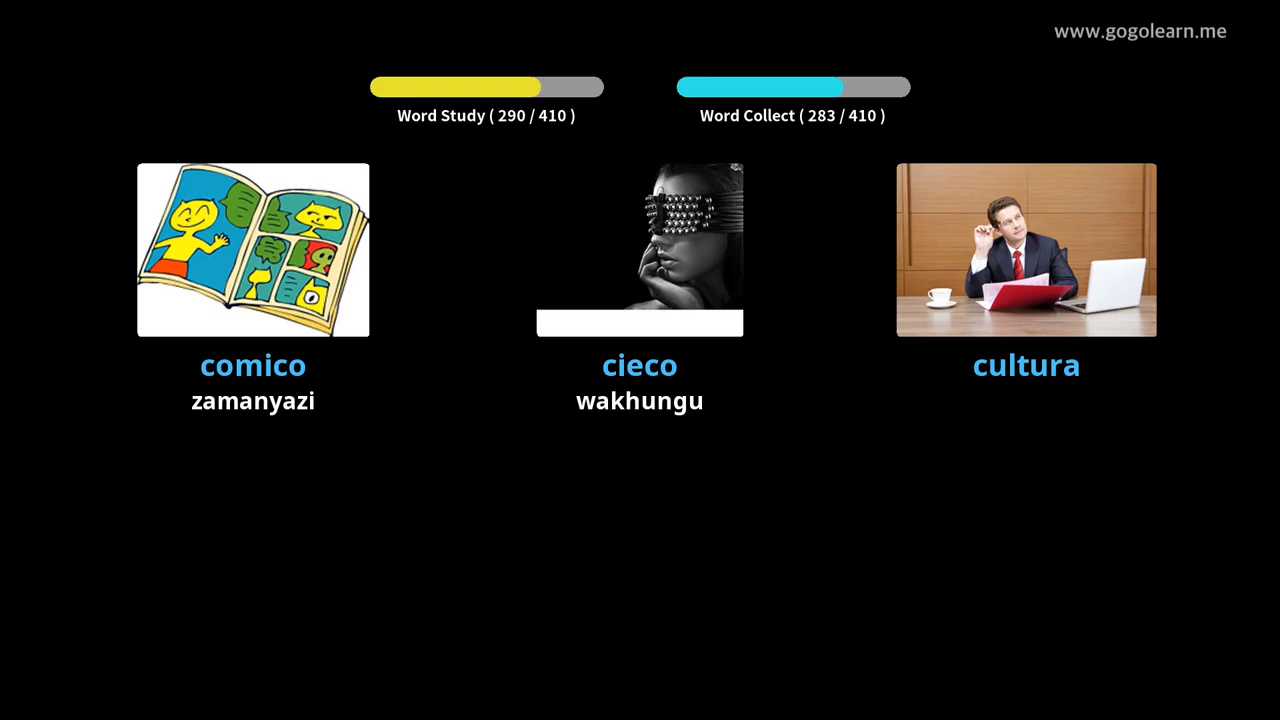 www.gogolearn.me
Word Study ( 290 / 410 )
Word Collect ( 283 / 410 )
comico
cieco
cultura
zamanyazi
wakhungu